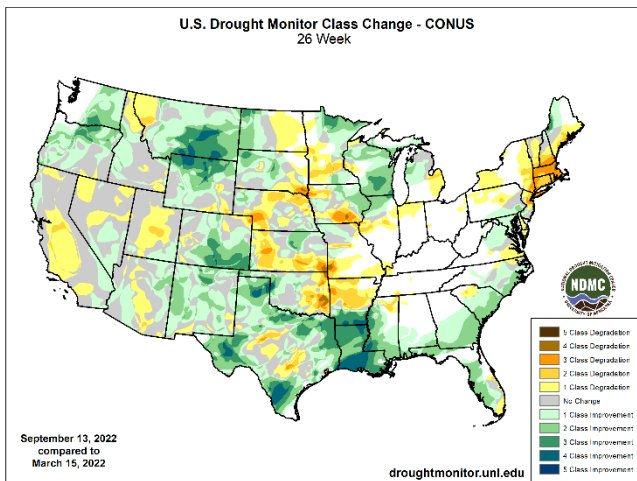 U.S. Drought Monitor Class Change - CONUS
26 Week
NDMC
5 Class Degradation
4 Class Degradation
3 Class Degradation
2 Class Degradation
1 Class Degradation
No Change
1 Class Improvement
2 Class Improvement
3 Class Improvement
4 Class Improvement
5 Class Improvement
September 13, 2022
compared to
March 15, 2022
droughtmonitor.unl.edu